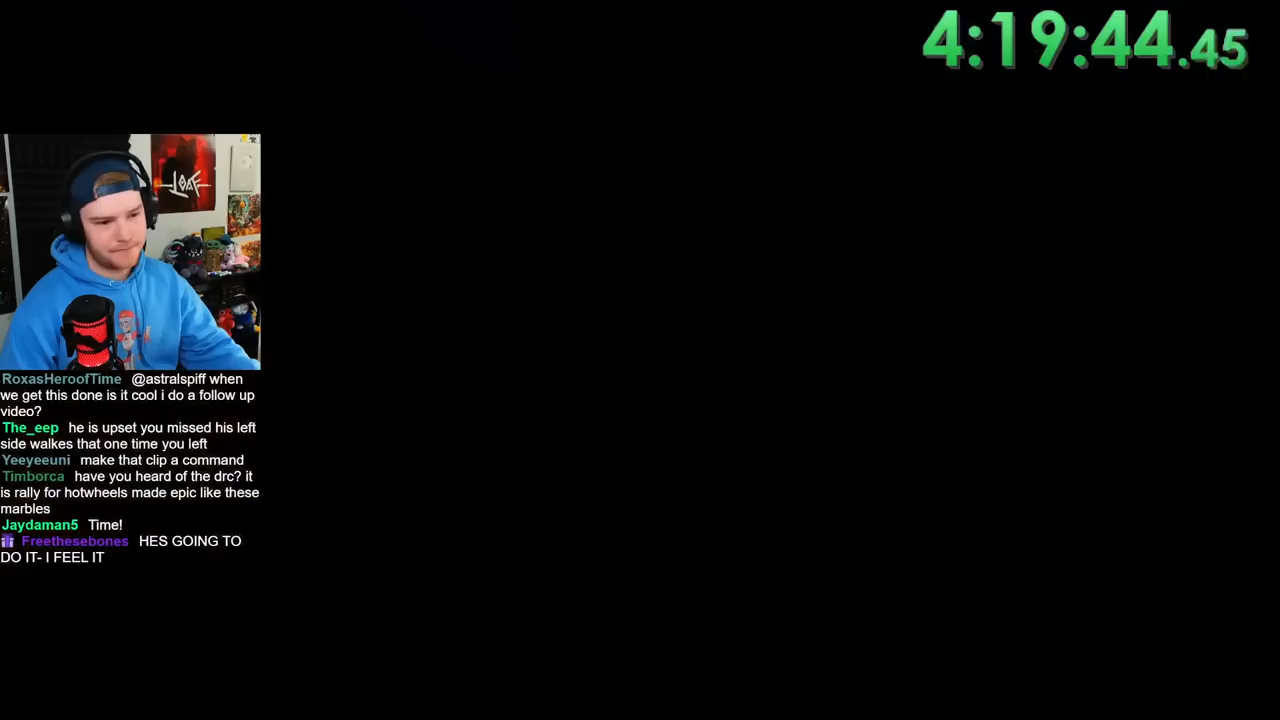 4:19:44.45
LOAF
RoxasHeroofTime @astralspiff when
we get this done is it cool i do a follow up
video?
The_eep he is upset you missed his left
side walkes that one time you left
Yeeyeeuni make that clip a command
Timborca have you heard of the drc? it
is rally for hotwheels made epic like these
marbles
Jaydaman5 Time!
Freethesebones HES GOING TO
DO IT- I FEEL IT